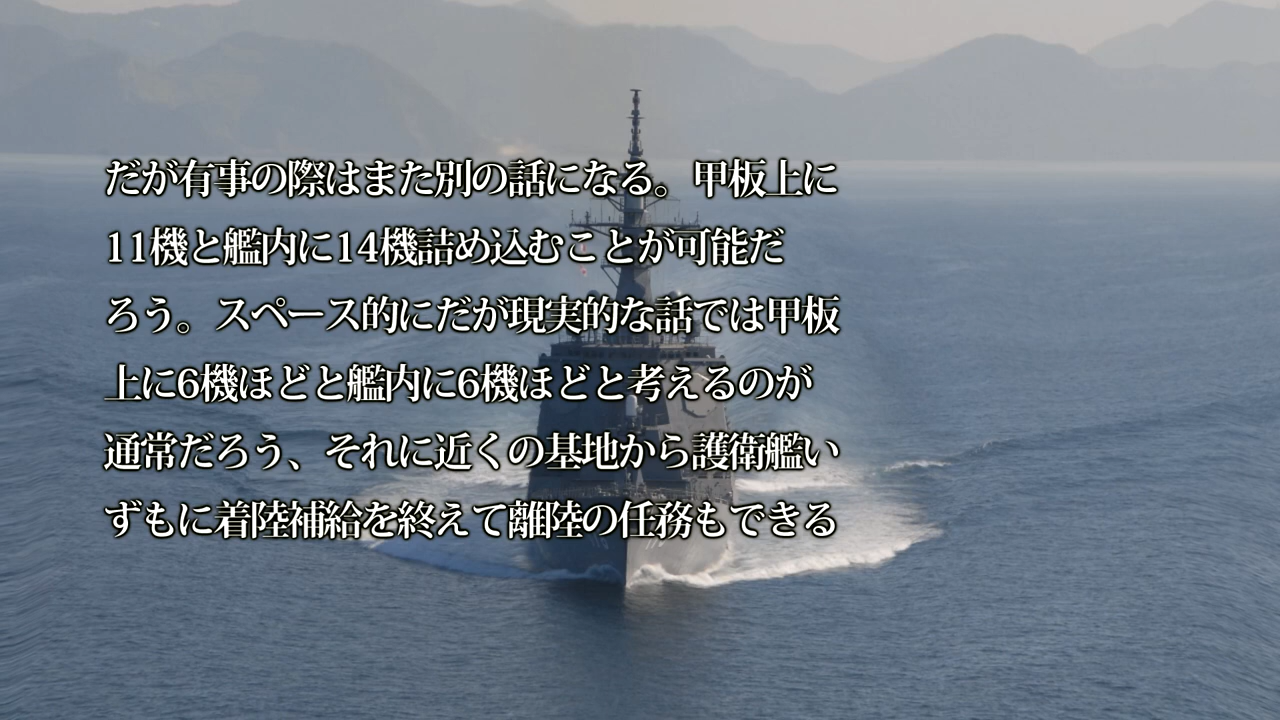 だが有事の際はまた別の話になる。甲板上に
11機と艦内に14機詰め込むことが可能だ
ろう。スペース的にだが現実的な話では甲板
上に6機ほどと艦内に6機ほどと考えるのが
通常だろう、それに近くの基地から護衛艦い
ずもに着陸補給を終えて離陸の任務もできる